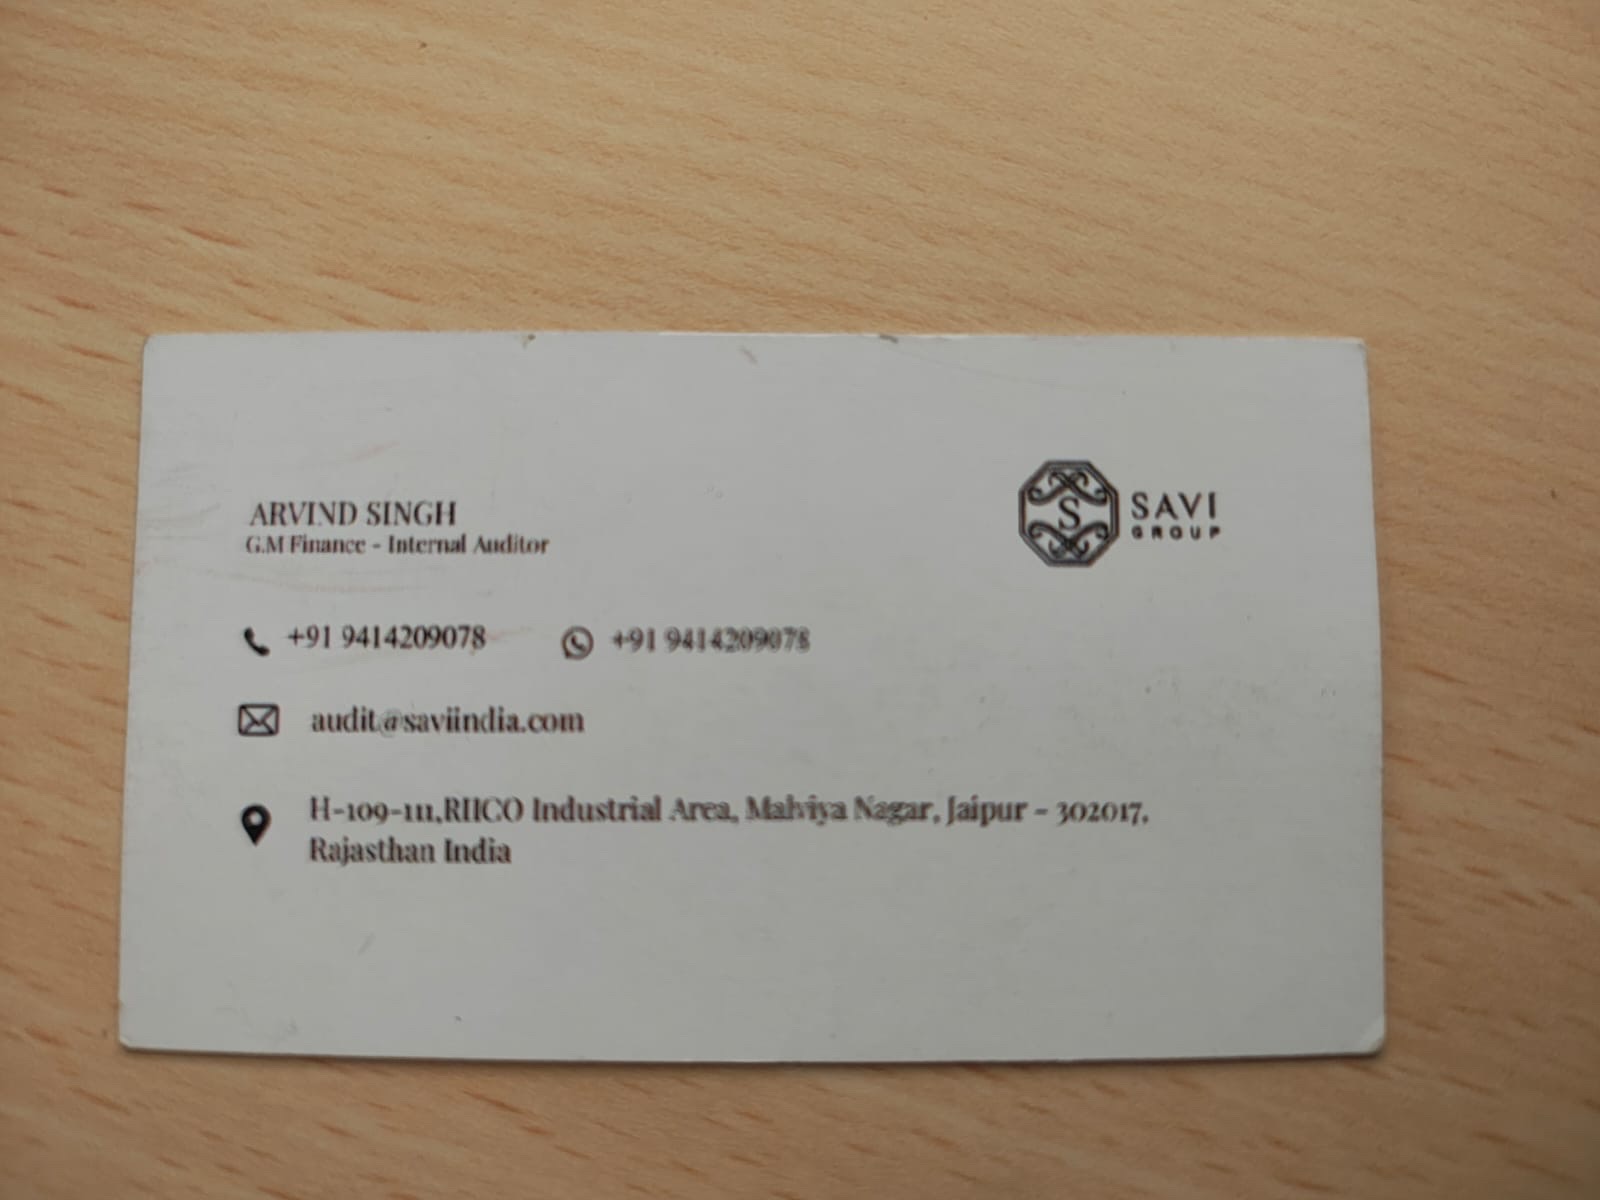 ARVIND SINGH
G.M Finance - Internal Auditor
S
SAVI
GROUP
+91 9414209078
+91 9414209078
audit@saviindia.com
H-109-111,RIICO Industrial Area, Malviya Nagar, Jaipur - 302017,
Rajasthan India